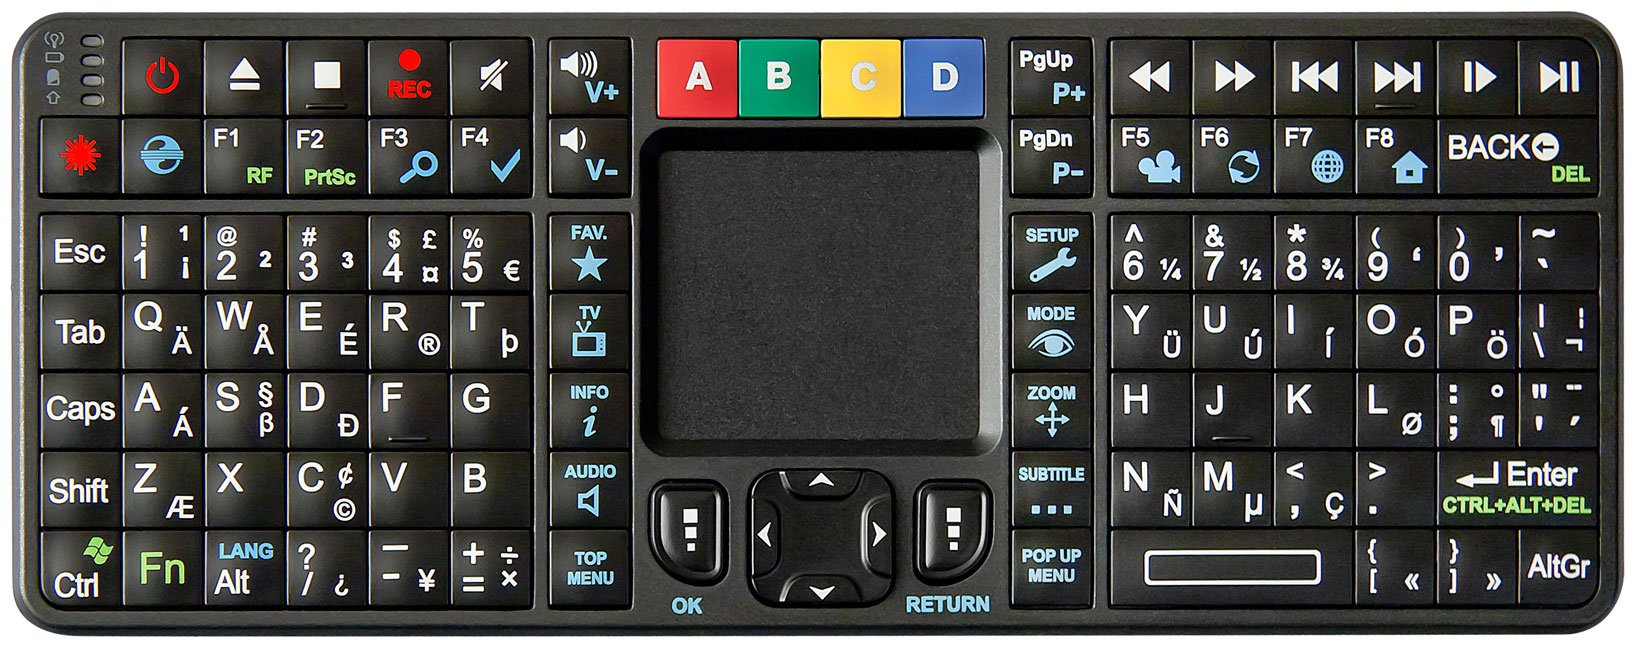 REC V+ A B C D PgUp P+
F1 RF F2 PrtSc F3 F4 V- PgDn P- F5 F6 F7 F8 BACK DEL
Esc ! 1 ¹ ¡ @ 2 ² # 3 ³ $ 4 £ ¤ % 5 € FAV. SETUP ^ 6 ¼ & 7 ½ * 8 ¾ ( 9 ‘ ) 0 ’ ~ `
Tab Q Ä W Å E É R ® T þ TV MODE Y Ü U Ú I Í O Ó P Ö | ¦ \ ¬
Caps A Á S § ß D Đ F G INFO i ZOOM H J K L Ø : ; ° ¶ " ¨ ' ´
Shift Z Æ X C ¢ © V B AUDIO SUBTITLE ... N Ñ M µ < , Ç > . Enter CTRL+ALT+DEL
Ctrl Fn LANG Alt ? / ¿ _ - ¥ + = ÷ × TOP MENU POP UP MENU { [ « } ] » AltGr
OK RETURN